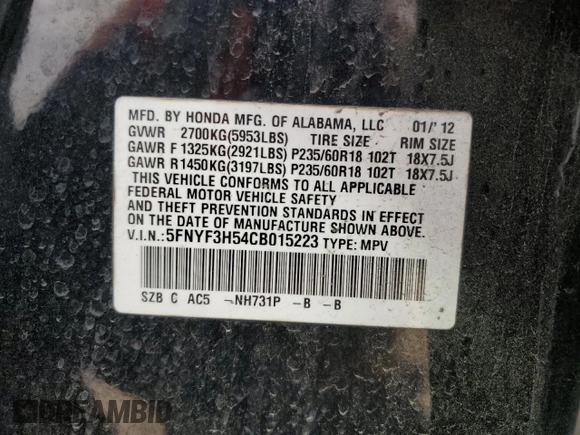 MFD. BY HONDA MFG. OF ALABAMA, LLC 01/'12
GVWR 2700KG(5953LBS) TIRE SIZE RIM SIZE
GAWR F 1325KG(2921LBS) P235/60R18 102T 18X7.5J
GAWR R1450KG(3197LBS) P235/60R18 102T 18X7.5J
THIS VEHICLE CONFORMS TO ALL APPLICABLE
FEDERAL MOTOR VEHICLE SAFETY
AND THEFT PREVENTION STANDARDS IN EFFECT
ON THE DATE OF MANUFACTURE SHOWN ABOVE.
V.I.N.:5FNYF3H54CB015223 TYPE: MPV
SZB C AC5 -NH731P -B -B
DREAMBID